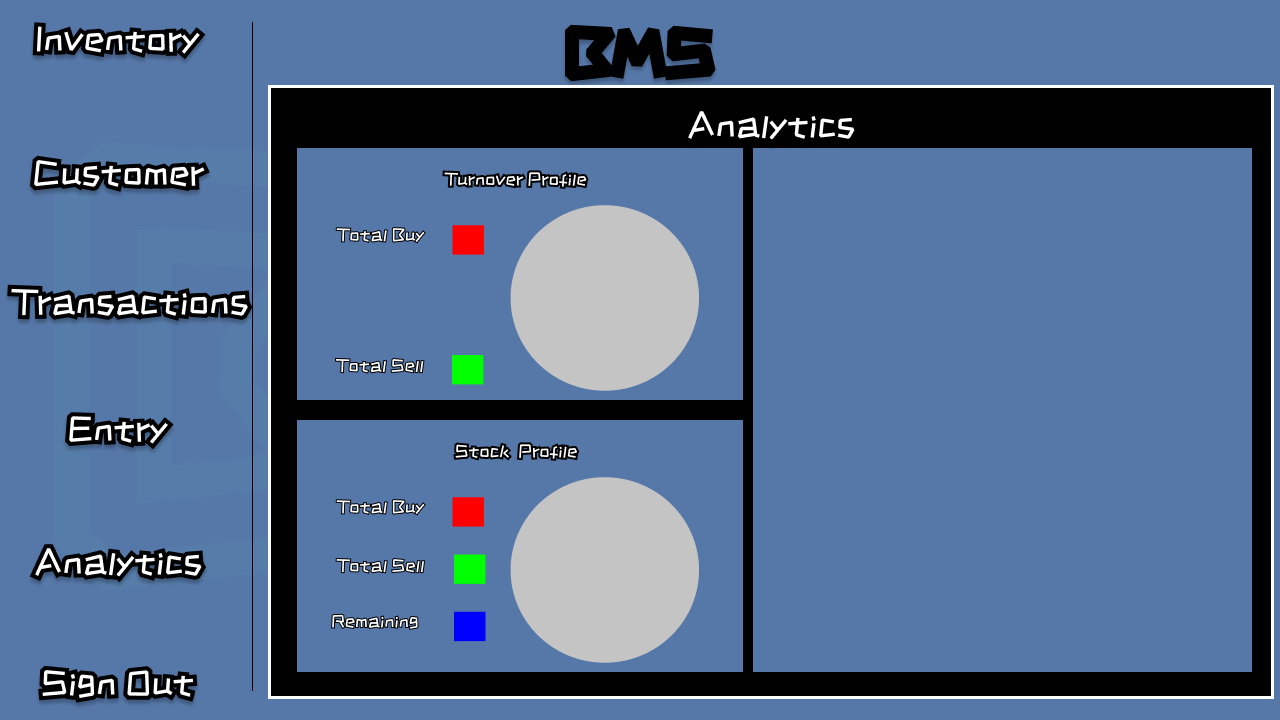 Inventory
Customer
Transactions
Entry
Analytics
Sign Out
BMS
Analytics
Turnover Profile
Total Buy
Total Sell
Stock Profile
Total Buy
Total Sell
Remaining